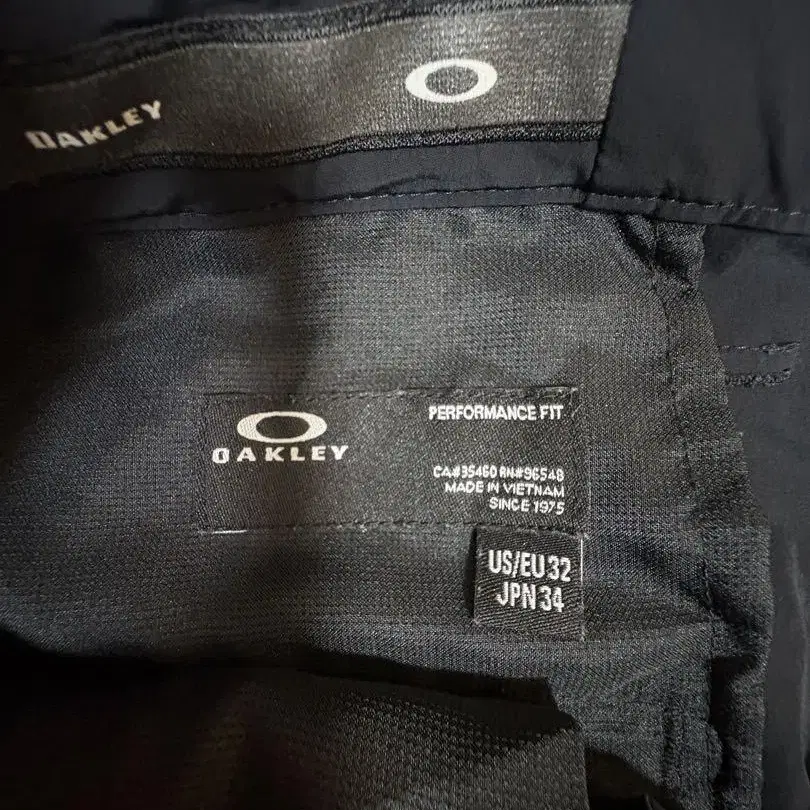 OAKLEY
OAKLEY
PERFORMANCE FIT
CA#35460 RN#96548
MADE IN VIETNAM
SINCE 1975
US/EU 32
JPN 34